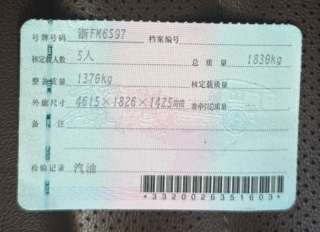 号牌号码 浙FM6597 档案编号
核定载人数 5人 总质量 1830kg
整备质量 1370kg 核定载质量
外廓尺寸 4615×1826×1425mm 准牵引总质量 --
备注
检验记录 汽油
*3320026351603*